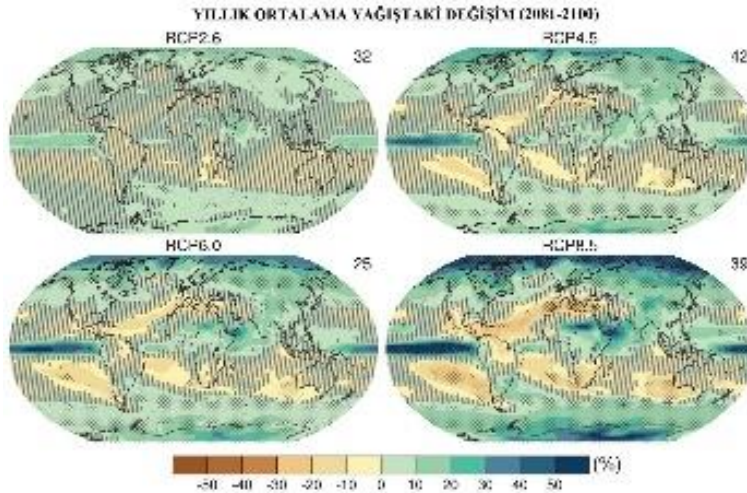 YILLIK ORTALAMA YAĞIŞTAKİ DEĞİŞİM (2081-2100)
RCP2.6
32
RCP4.5
42
RCP6.0
25
RCP8.5
39
-50 -40 -30 -20 -10 0 10 20 30 40 50 (%)